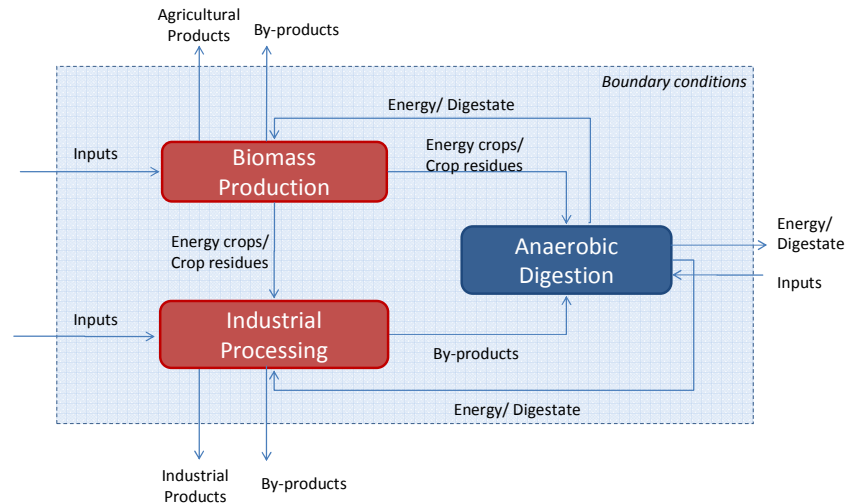 Agricultural
Products
By-products
Boundary conditions
Energy/ Digestate
Inputs
Biomass
Production
Energy crops/
Crop residues
Energy crops/
Crop residues
Anaerobic
Digestion
Energy/
Digestate
Inputs
Inputs
Industrial
Processing
By-products
Energy/ Digestate
Industrial
Products
By-products